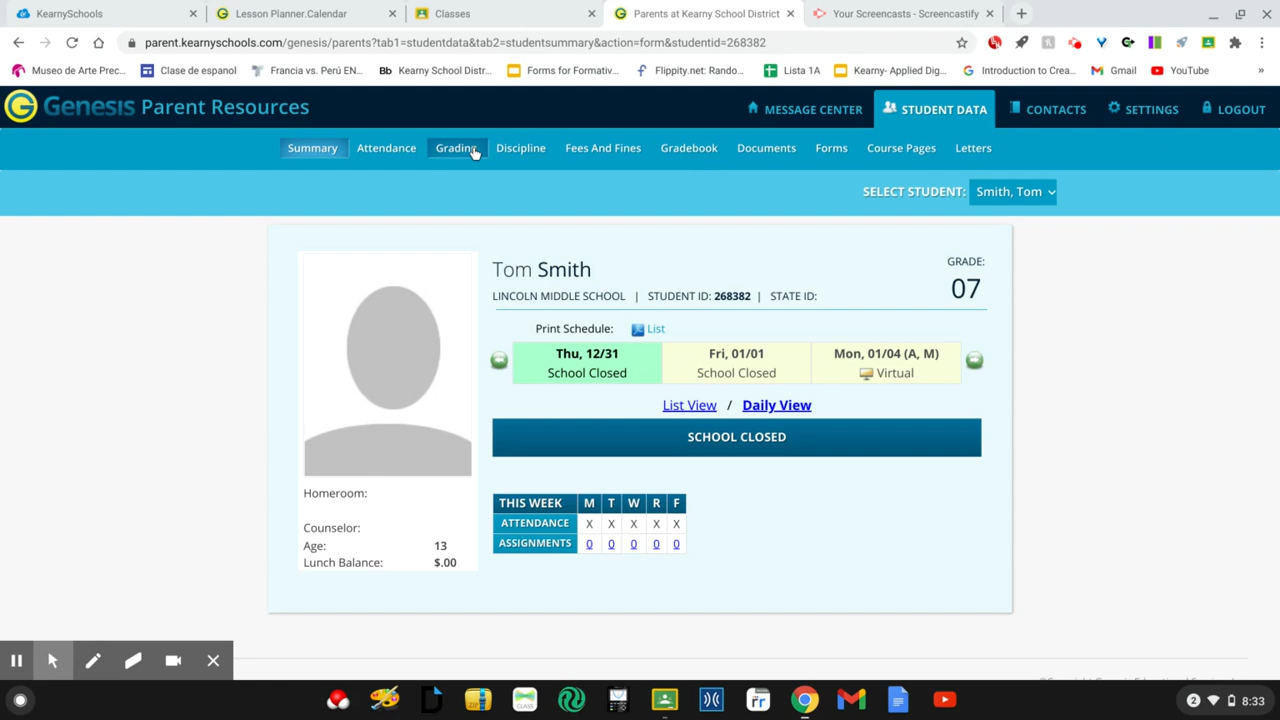 KearnySchools
Lesson Planner.Calendar
Classes
Parents at Kearny School District
Your Screencasts - Screencastify
parent.kearnyschools.com/genesis/parents?tab1=studentdata&tab2=studentsummary&action=form&studentid=268382
Museo de Arte Prec...
Clase de espanol
Francia vs. Perú EN...
Bb Kearny School Distr...
Forms for Formativ...
Flippity.net: Rando...
Lista 1A
Kearny- Applied Dig...
Introduction to Crea...
Gmail
YouTube
»
Genesis Parent Resources
MESSAGE CENTER
STUDENT DATA
CONTACTS
SETTINGS
LOGOUT
Summary
Attendance
Grading
Discipline
Fees And Fines
Gradebook
Documents
Forms
Course Pages
Letters
SELECT STUDENT: Smith, Tom
Tom Smith
GRADE:
07
LINCOLN MIDDLE SCHOOL | STUDENT ID: 268382 | STATE ID:
Print Schedule: List
Thu, 12/31
School Closed
Fri, 01/01
School Closed
Mon, 01/04 (A, M)
Virtual
List View / Daily View
SCHOOL CLOSED
THIS WEEK M T W R F
ATTENDANCE X X X X X
ASSIGNMENTS 0 0 0 0 0
Homeroom:
Counselor:
Age: 13
Lunch Balance: $.00
CLASS
rr
2
8:33